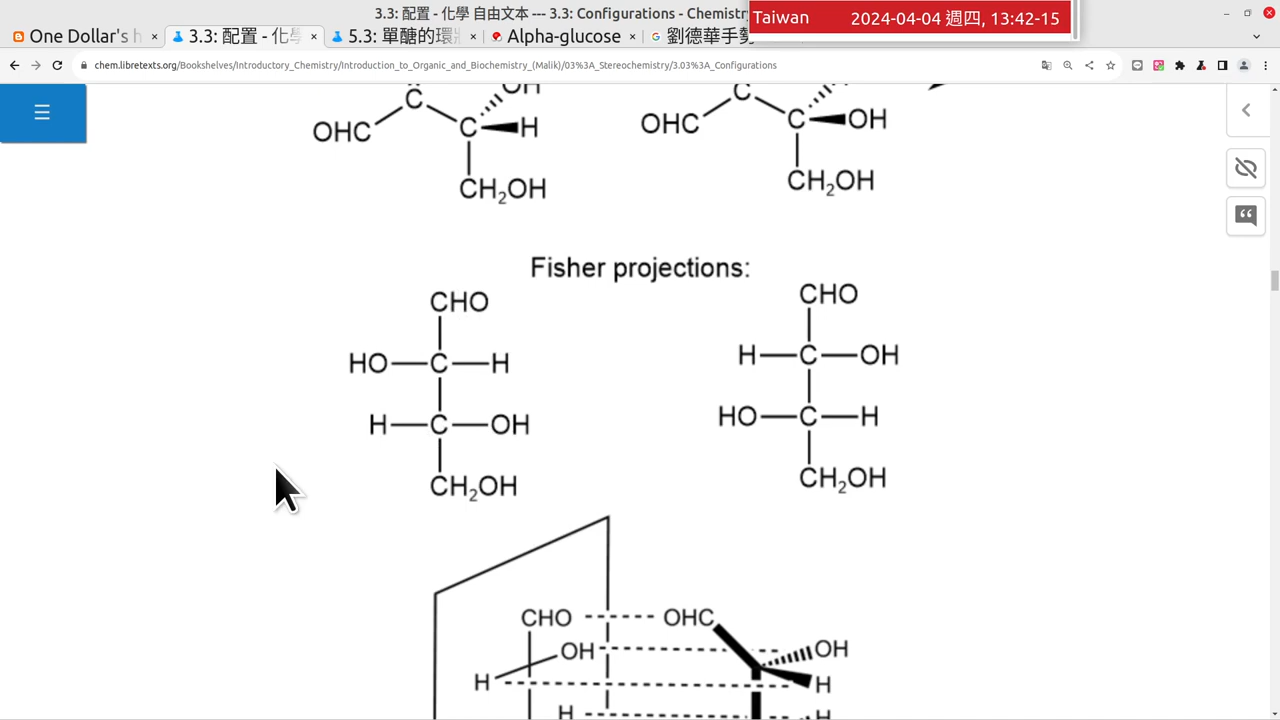 3.3: 配置 - 化學 自由文本 --- 3.3: Configurations - Chemistry
Taiwan 2024-04-04 週四, 13:42-15
One Dollar's h 3.3: 配置 - 化學 5.3: 單醣的環 Alpha-glucose 劉德華手勢
chem.libretexts.org/Bookshelves/Introductory_Chemistry/Introduction_to_Organic_and_Biochemistry_(Malik)/03%3A_Stereochemistry/3.03%3A_Configurations
C OH C
OHC C H OHC C OH
CH2OH CH2OH
Fisher projections:
CHO CHO
HO C H H C OH
H C OH HO C H
CH2OH CH2OH
CHO OHC
OH OH
H H
H H